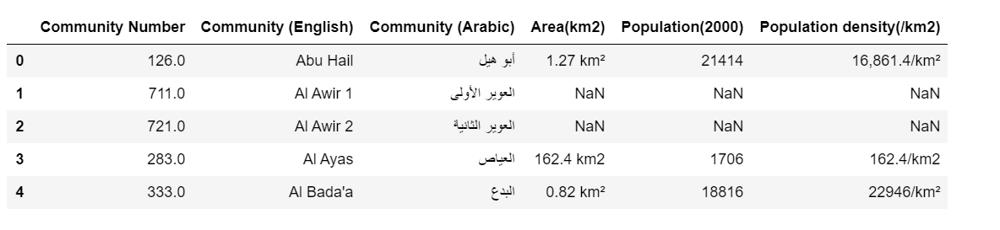 Community Number Community (English) Community (Arabic) Area(km2) Population(2000) Population density(/km2)
0 126.0 Abu Hail أبو هيل 1.27 km² 21414 16,861.4/km²
1 711.0 Al Awir 1 العوير الأولى NaN NaN NaN
2 721.0 Al Awir 2 العوير الثانية NaN NaN NaN
3 283.0 Al Ayas العياص 162.4 km2 1706 162.4/km2
4 333.0 Al Bada'a البدع 0.82 km² 18816 22946/km²